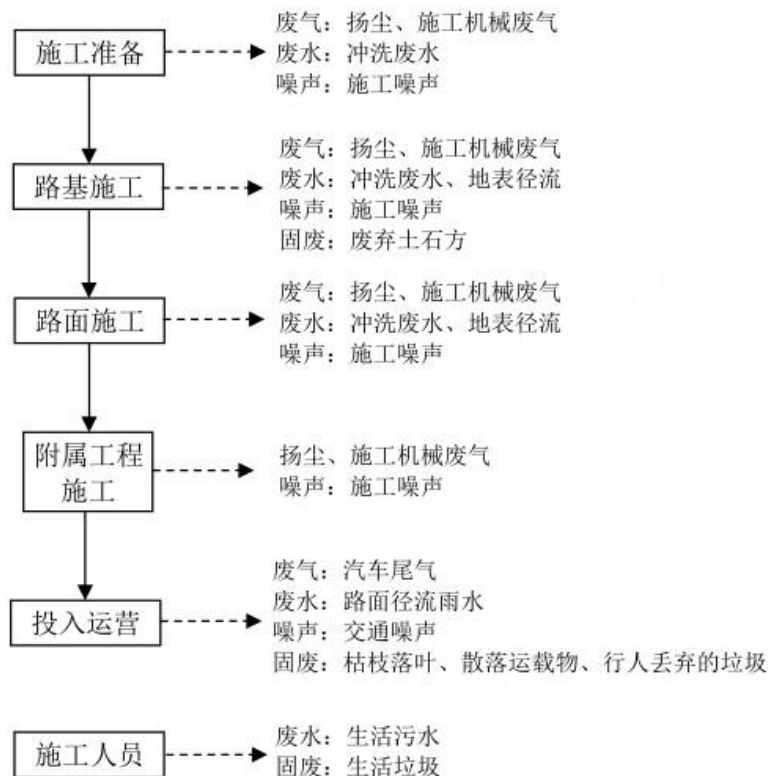 施工准备
废气：扬尘、施工机械废气
废水：冲洗废水
噪声：施工噪声
路基施工
废气：扬尘、施工机械废气
废水：冲洗废水、地表径流
噪声：施工噪声
固废：废弃土石方
路面施工
废气：扬尘、施工机械废气
废水：冲洗废水、地表径流
噪声：施工噪声
附属工程
施工
扬尘、施工机械废气
噪声：施工噪声
投入运营
废气：汽车尾气
废水：路面径流雨水
噪声：交通噪声
固废：枯枝落叶、散落运载物、行人丢弃的垃圾
施工人员
废水：生活污水
固废：生活垃圾